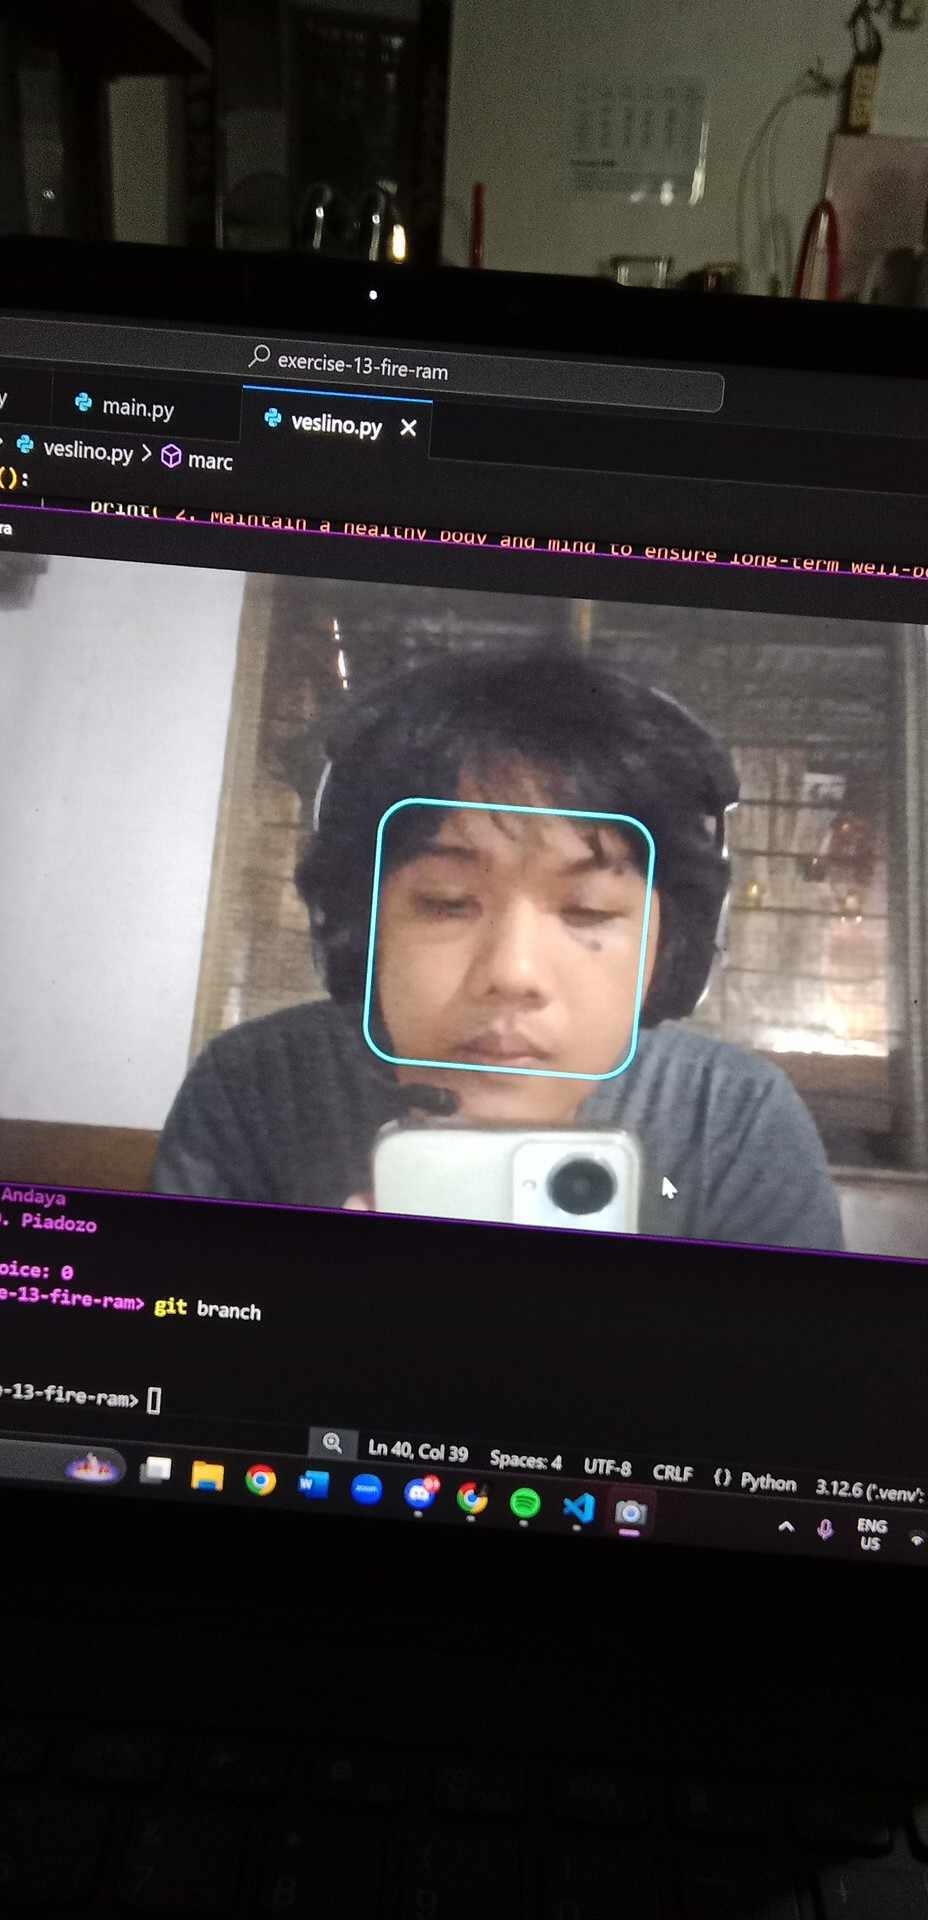 exercise-13-fire-ram
y
main.py
veslino.py
veslino.py > marc
():
print( 2. Maintain a healthy body and mind to ensure long-term well-b
ra
Andaya
. Piadozo
oice: 0
e-13-fire-ram> git branch
-13-fire-ram>
Ln 40, Col 39 Spaces: 4 UTF-8 CRLF {} Python 3.12.6 ('.venv':
zoom
ENG
US